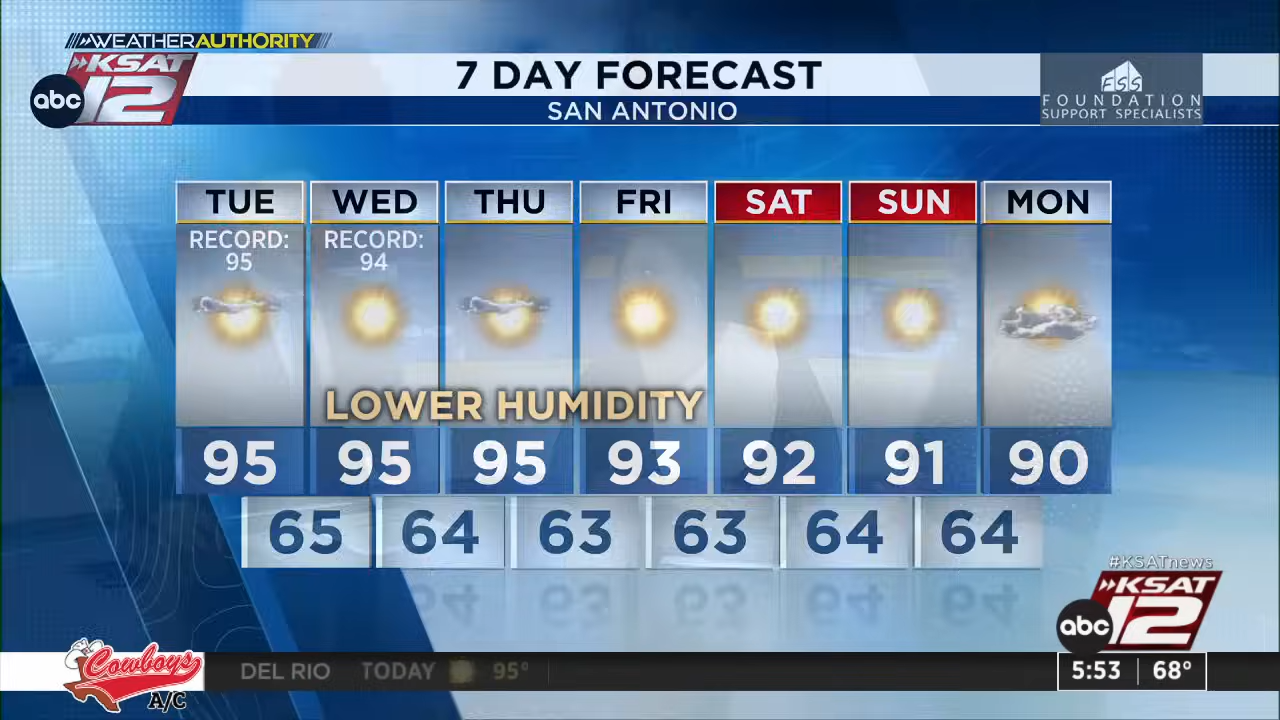 WEATHERAUTHORITY
KSAT
abc 12
7 DAY FORECAST
SAN ANTONIO
FSS
FOUNDATION
SUPPORT SPECIALISTS
TUE WED THU FRI SAT SUN MON
RECORD: RECORD:
95 94
LOWER HUMIDITY
95 95 95 93 92 91 90
65 64 63 63 64 64
#KSATnews
KSAT
abc 12
Cowboys
A/C
DEL RIO TODAY 95°
5:53 68°